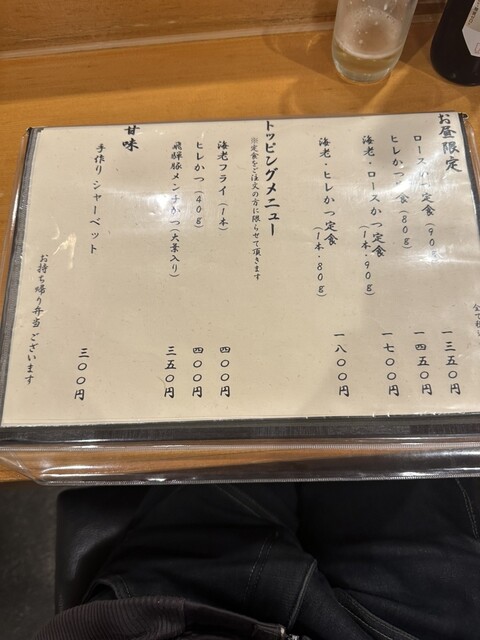 お昼限定
ロースかつ定食(90g) 一三五〇円
ヒレかつ定食(80g) 一四五〇円
海老・ロースかつ定食(1本・90g) 一七〇〇円
海老・ヒレかつ定食(1本・80g) 一八〇〇円
トッピングメニュー
※定食をご注文の方に限らせて頂きます
海老フライ(1本) 四〇〇円
ヒレかつ(40g) 四〇〇円
飛騨豚メンチかつ(大葉入り) 三五〇円
甘味
手作りシャーベット 三〇〇円
お持ち帰り弁当ございます